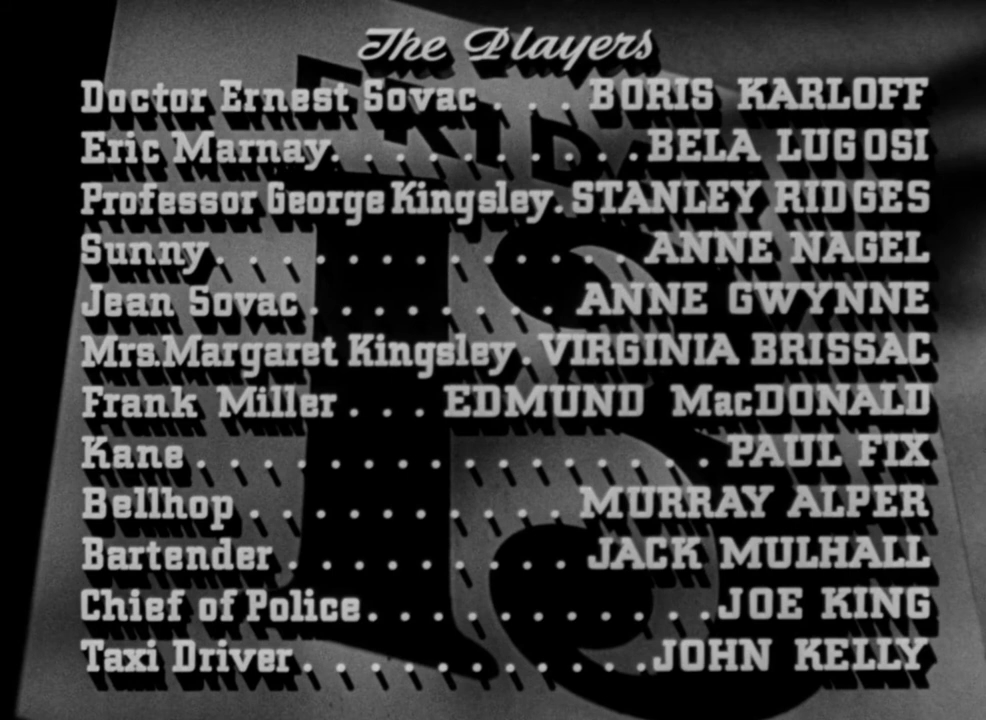 The Players
Doctor Ernest Sovac . . . BORIS KARLOFF
Eric Marnay. . . . . . . . . . BELA LUGOSI
Professor George Kingsley. STANLEY RIDGES
Sunny. . . . . . . . . . . . . ANNE NAGEL
Jean Sovac. . . . . . . . ANNE GWYNNE
Mrs.Margaret Kingsley. VIRGINIA BRISSAC
Frank Miller . . . EDMUND MacDONALD
Kane . . . . . . . . . . . . . . . . PAUL FIX
Bellhop . . . . . . . . . . MURRAY ALPER
Bartender . . . . . . . . . JACK MULHALL
Chief of Police. . . . . . . . . . . JOE KING
Taxi Driver. . . . . . . . . . . JOHN KELLY
IS